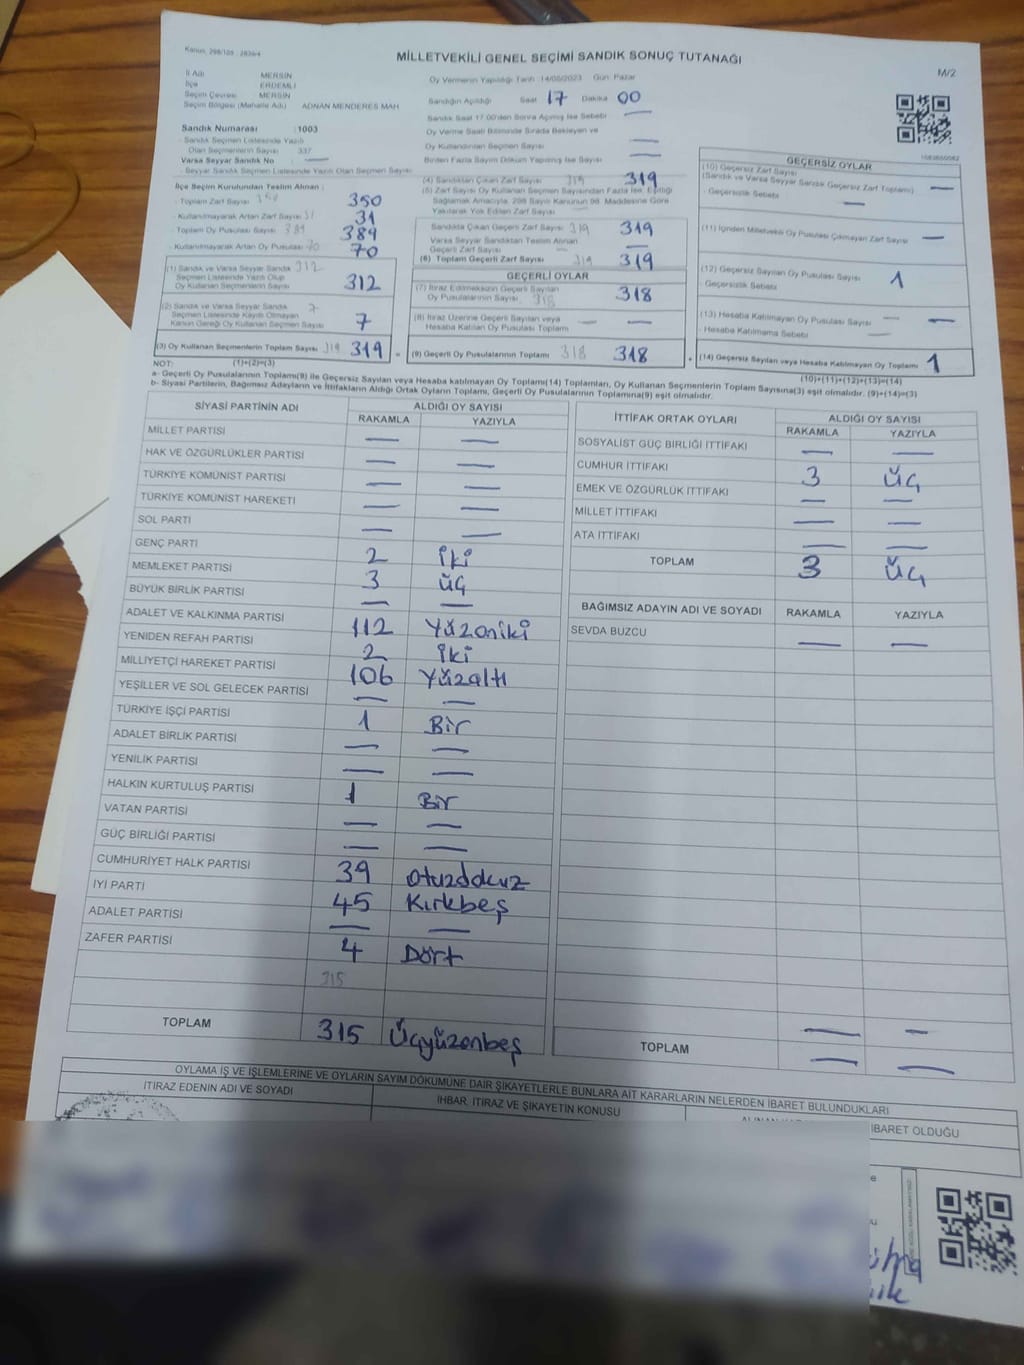 Kanun, 298/105 : 2839/4
MİLLETVEKİLİ GENEL SEÇİMİ SANDIK SONUÇ TUTANAĞI
M/2
İl Adı MERSİN
İlçe ERDEMLİ
Seçim Çevresi MERSİN
Seçim Bölgesi (Mahalle Adı) ADNAN MENDERES MAH
Sandık Numarası : 1003
Sandık Seçmen Listesinde Yazılı
Olan Seçmenlerin Sayısı 337
Varsa Seyyar Sandık No —
Seyyar Sandık Seçmen Listesinde Yazılı Olan Seçmen Sayısı
Oy Vermenin Yapıldığı Tarih : 14/05/2023 Gün: Pazar
Sandığın Açıldığı Saat 17 Dakika 00
Sandık Saat 17.00'den Sonra Açılmış İse Sebebi —
Oy Verme Saati Bitiminde Sırada Bekleyen ve
Oy Kullandırılan Seçmen Sayısı —
Birden Fazla Sayım Döküm Yapılmış İse Sayısı —
İlçe Seçim Kurulundan Teslim Alınan :
- Toplam Zarf Sayısı 350 350
- Kullanılmayarak Artan Zarf Sayısı 31 31
- Toplam Oy Pusulası Sayısı 389 389
- Kullanılmayarak Artan Oy Pusulası 70 70
(1) Sandık ve Varsa Seyyar Sandık 312
Seçmen Listesinde Yazılı Olup
Oy Kullanan Seçmenlerin Sayısı 312
(2) Sandık ve Varsa Seyyar Sandık 7
Seçmen Listesinde Kayıtlı Olmayan
Kanun Gereği Oy Kullanan Seçmen Sayısı 7
(3) Oy Kullanan Seçmenlerin Toplam Sayısı 319 319
(1)+(2)=(3)
(4) Sandıktan Çıkan Zarf Sayısı 319 319
(5) Zarf Sayısı Oy Kullanan Seçmen Sayısından Fazla İse, Eşitliği
Sağlamak Amacıyla, 298 Sayılı Kanunun 98. Maddesine Göre
Yakılarak Yok Edilen Zarf Sayısı —
Sandıkta Çıkan Geçerli Zarf Sayısı 319 319
Varsa Seyyar Sandıktan Teslim Alınan
Geçerli Zarf Sayısı — —
(6) Toplam Geçerli Zarf Sayısı 319 319
GEÇERLİ OYLAR
(7) İtiraz Edilmeksizin Geçerli Sayılan
Oy Pusulalarının Sayısı 318 318
(8) İtiraz Üzerine Geçerli Sayılan veya
Hesaba Katılan Oy Pusulası Toplamı — —
= (9) Geçerli Oy Pusulalarının Toplamı 318 318
GEÇERSİZ OYLAR
(10) Geçersiz Zarf Sayısı
(Sandık ve Varsa Seyyar Sandık Geçersiz Zarf Toplamı) —
- Geçersizlik Sebebi —
(11) İçinden Milletvekili Oy Pusulası Çıkmayan Zarf Sayısı —
(12) Geçersiz Sayılan Oy Pusulası Sayısı 1
- Geçersizlik Sebebi
(13) Hesaba Katılmayan Oy Pusulası Sayısı — —
- Hesaba Katılmama Sebebi —
+ (14) Geçersiz Sayılan veya Hesaba Katılmayan Oy Toplamı 1
(10)+(11)+(12)+(13)=(14)
NOT:
a- Geçerli Oy Pusulalarının Toplamı(9) ile Geçersiz Sayılan veya Hesaba katılmayan Oy Toplamı(14) Toplamları, Oy Kullanan Seçmenlerin Toplam Sayısına(3) eşit olmalıdır. (9)+(14)=(3)
b- Siyasi Partilerin, Bağımsız Adayların ve İttifakların Aldığı Ortak Oyların Toplamı, Geçerli Oy Pusulalarının Toplamına(9) eşit olmalıdır.
SİYASİ PARTİNİN ADI ALDIĞI OY SAYISI
RAKAMLA YAZIYLA
MİLLET PARTİSİ — —
HAK VE ÖZGÜRLÜKLER PARTİSİ — —
TÜRKİYE KOMÜNİST PARTİSİ — —
TÜRKİYE KOMÜNİST HAREKETİ — —
SOL PARTİ — —
GENÇ PARTİ 2 iki
MEMLEKET PARTİSİ 3 üç
BÜYÜK BİRLİK PARTİSİ — —
ADALET VE KALKINMA PARTİSİ 112 Yüzoniki
YENİDEN REFAH PARTİSİ 2 iki
MİLLİYETÇİ HAREKET PARTİSİ 106 Yüzaltı
YEŞİLLER VE SOL GELECEK PARTİSİ — —
TÜRKİYE İŞÇİ PARTİSİ 1 Bir
ADALET BİRLİK PARTİSİ — —
YENİLİK PARTİSİ — —
HALKIN KURTULUŞ PARTİSİ 1 Bir
VATAN PARTİSİ — —
GÜÇ BİRLİĞİ PARTİSİ — —
CUMHURİYET HALK PARTİSİ 39 otuzdokuz
İYİ PARTİ 45 Kırkbeş
ADALET PARTİSİ — —
ZAFER PARTİSİ 4 Dört
315
TOPLAM 315 Üçyüzonbeş
İTTİFAK ORTAK OYLARI ALDIĞI OY SAYISI
RAKAMLA YAZIYLA
SOSYALİST GÜÇ BİRLİĞİ İTTİFAKI — —
CUMHUR İTTİFAKI 3 Üç
EMEK VE ÖZGÜRLÜK İTTİFAKI — —
MİLLET İTTİFAKI — —
ATA İTTİFAKI — —
TOPLAM 3 Üç
BAĞIMSIZ ADAYIN ADI VE SOYADI RAKAMLA YAZIYLA
SEVDA BUZCU — —
— —
TOPLAM — —
OYLAMA İŞ VE İŞLEMLERİNE VE OYLARIN SAYIM DÖKÜMÜNE DAİR ŞİKAYETLERLE BUNLARA AİT KARARLARIN NELERDEN İBARET BULUNDUKLARI
İTİRAZ EDENİN ADI VE SOYADI
İHBAR, İTİRAZ VE ŞİKAYETİN KONUSU
İBARET OLDUĞU